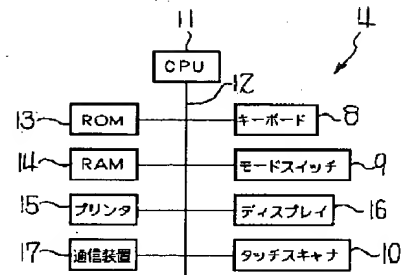 11
4
CPU
12
13 ROM キーボード 8
14 RAM モードスイッチ 9
15 プリンタ ディスプレイ 16
17 通信装置 タッチスキャナ 10